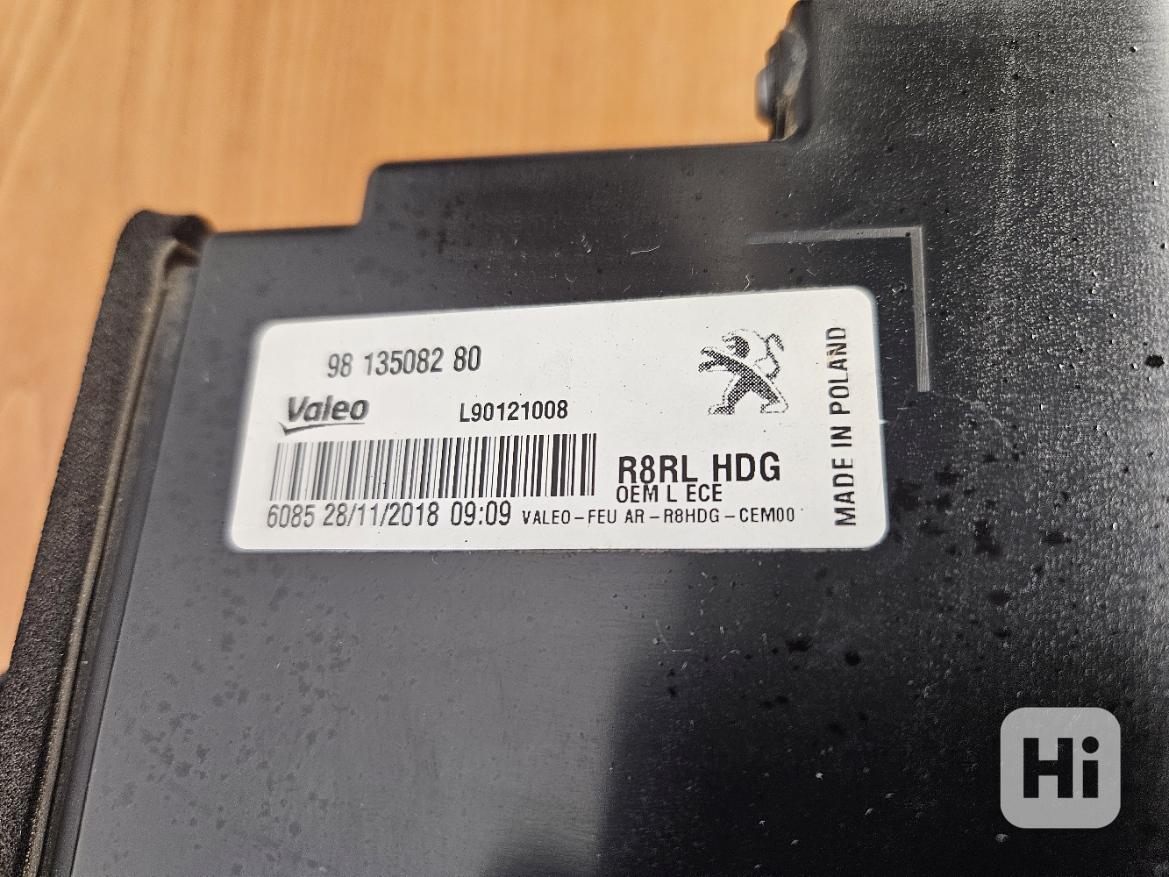 98 135082 80
Valeo L90121008
R8RL HDG
OEM L ECE
6085 28/11/2018 09:09 VALEO-FEU AR-R8HDG-CEM00
MADE IN POLAND
Hi